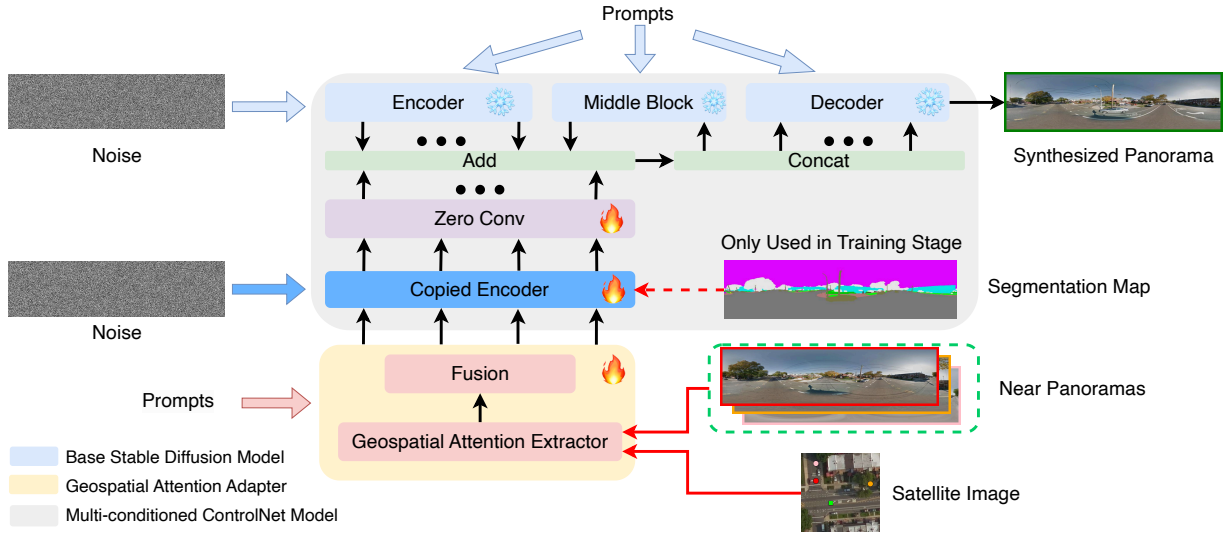 Prompts
Encoder
Middle Block
Decoder
Noise
Synthesized Panorama
Add
Concat
Zero Conv
Only Used in Training Stage
Copied Encoder
Segmentation Map
Noise
Fusion
Near Panoramas
Prompts
Geospatial Attention Extractor
Base Stable Diffusion Model
Geospatial Attention Adapter
Satellite Image
Multi-conditioned ControlNet Model